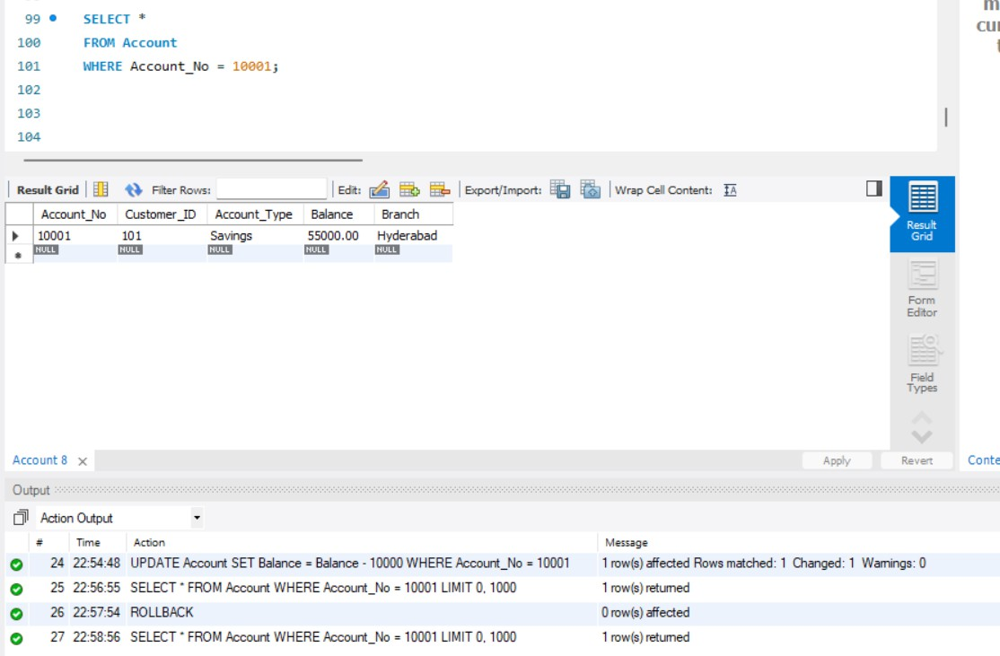 99 SELECT *
100 FROM Account
101 WHERE Account_No = 10001;
102
103
104
Result Grid Filter Rows: Edit: Export/Import: Wrap Cell Content:
Account_No Customer_ID Account_Type Balance Branch
10001 101 Savings 55000.00 Hyderabad
NULL NULL NULL NULL NULL
Result
Grid
Form
Editor
Field
Types
Account 8 Apply Revert
Output
Action Output
# Time Action Message
24 22:54:48 UPDATE Account SET Balance = Balance - 10000 WHERE Account_No = 10001 1 row(s) affected Rows matched: 1 Changed: 1 Warnings: 0
25 22:56:55 SELECT * FROM Account WHERE Account_No = 10001 LIMIT 0, 1000 1 row(s) returned
26 22:57:54 ROLLBACK 0 row(s) affected
27 22:58:56 SELECT * FROM Account WHERE Account_No = 10001 LIMIT 0, 1000 1 row(s) returned